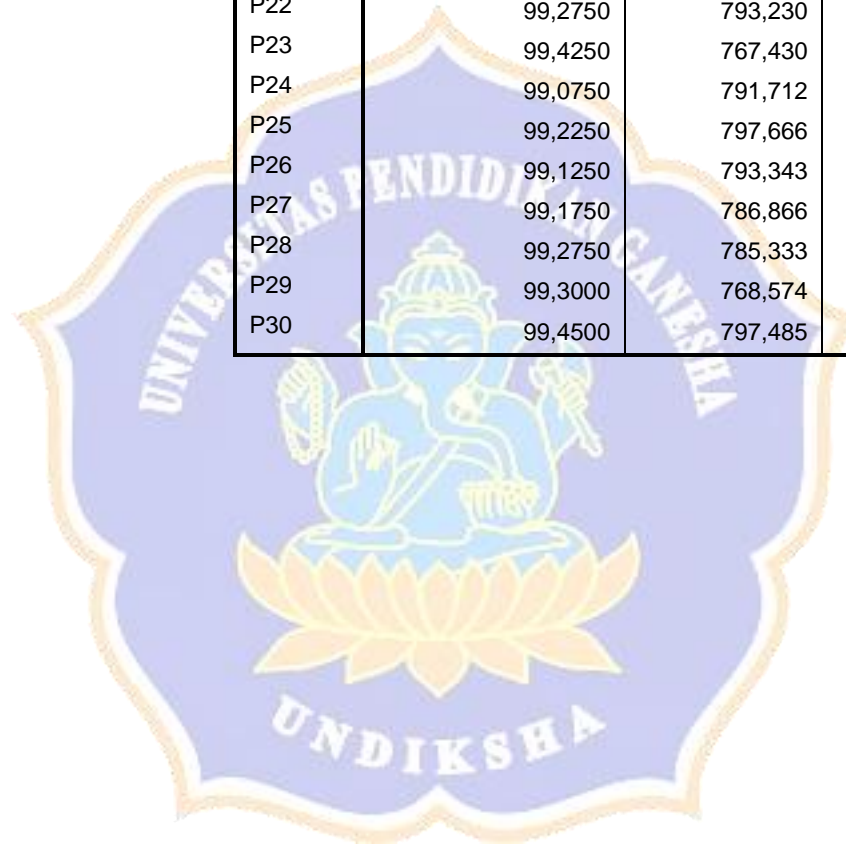 P22 99,2750 793,230
P23 99,4250 767,430
P24 99,0750 791,712
P25 99,2250 797,666
P26 99,1250 793,343
P27 99,1750 786,866
P28 99,2750 785,333
P29 99,3000 768,574
P30 99,4500 797,485
UNIVERSITAS PENDIDIKAN GANESHA
UNDIKSHA